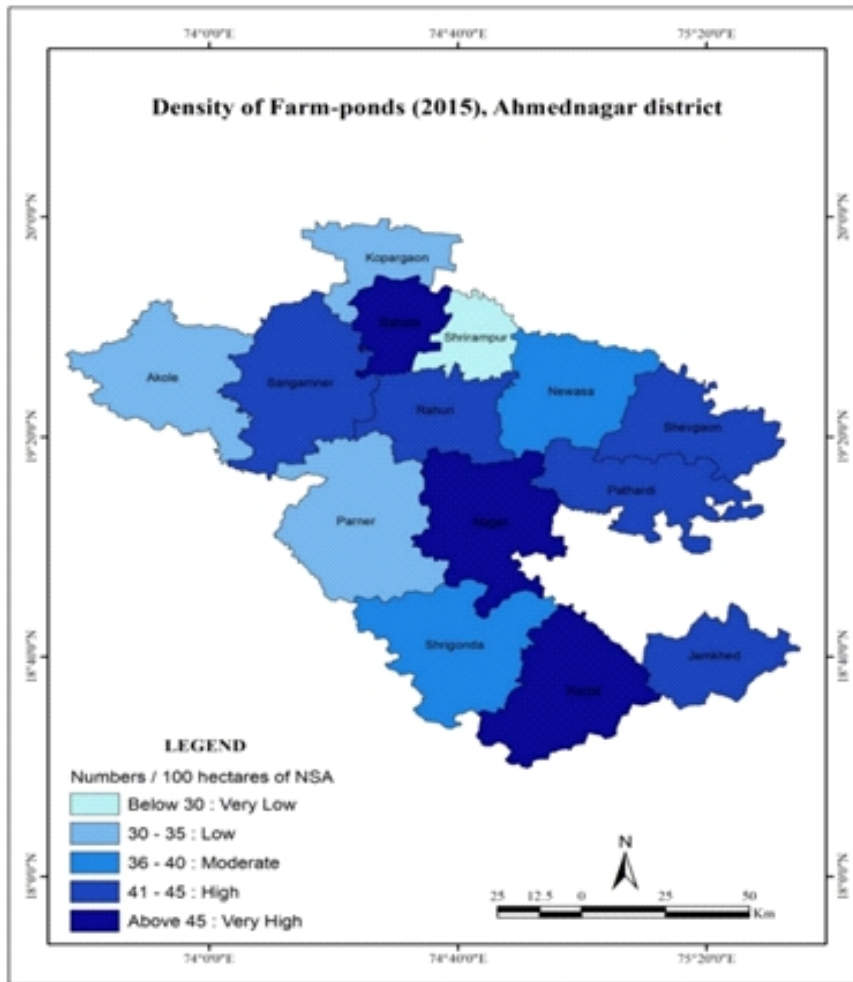 74°0'0"E 74°40'0"E 75°20'0"E
Density of Farm-ponds (2015), Ahmednagar district
20°0'0"N 20°0'0"N
Kopargaon
Shrirampur
Akole
Sangamner
Newasa
Rahuri
Shevgaon
19°20'0"N 19°20'0"N
Pathardi
Parner
Nagar
Shrigonda
Jamkhed
18°40'0"N 18°40'0"N
LEGEND
Numbers / 100 hectares of NSA
Below 30 : Very Low
30 - 35 : Low
36 - 40 : Moderate
41 - 45 : High
Above 45 : Very High
N
25 12.5 0 25 50
Km
18°0'0"N 18°0'0"N
74°0'0"E 74°40'0"E 75°20'0"E